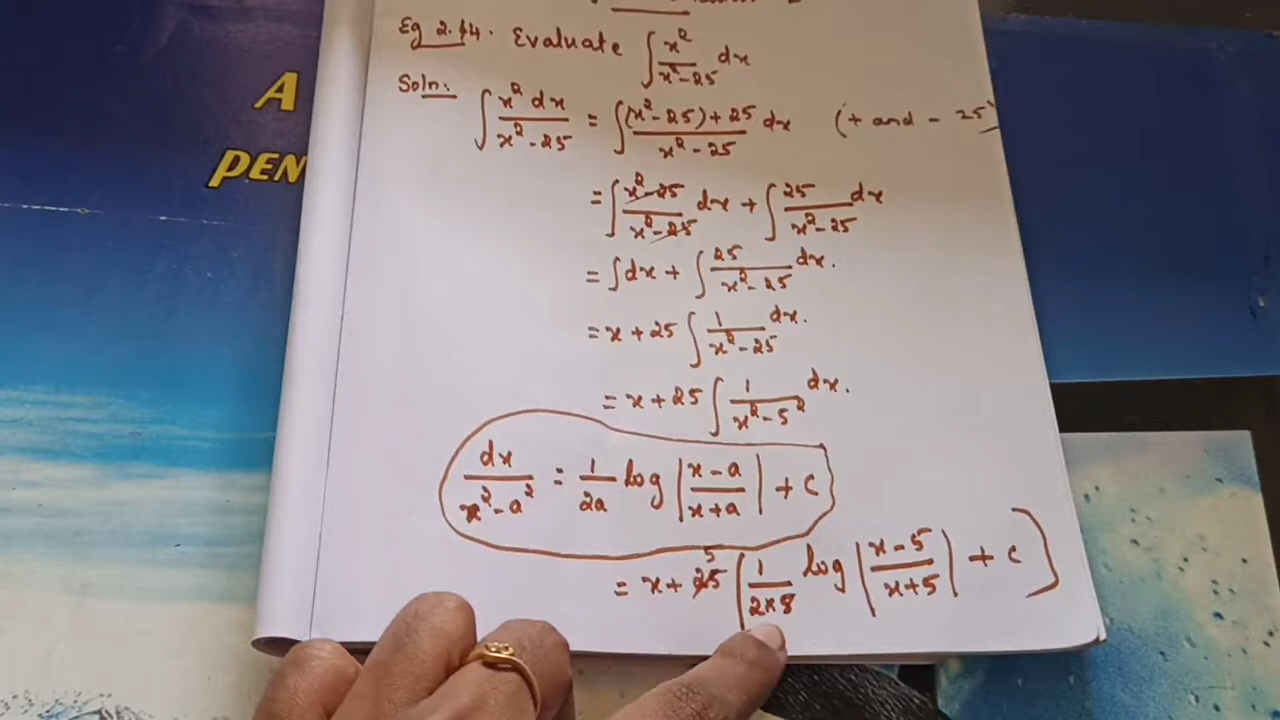 Eg 2.14. Evaluate ∫ x²/x²-25 dx
Soln:
∫ x² dx/x²-25 = ∫ (x²-25)+25/x²-25 dx (+ and - 25)
= ∫ x²-25/x²-25 dx + ∫ 25/x²-25 dx
= ∫ dx + ∫ 25/x²-25 dx.
= x + 25 ∫ 1/x²-25 dx.
= x + 25 ∫ 1/x²-5² dx.
dx/x²-a² = 1/2a log |x-a/x+a| + c
= x + 25 5 (1/2×5 log |x-5/x+5| + c)
A
PEN